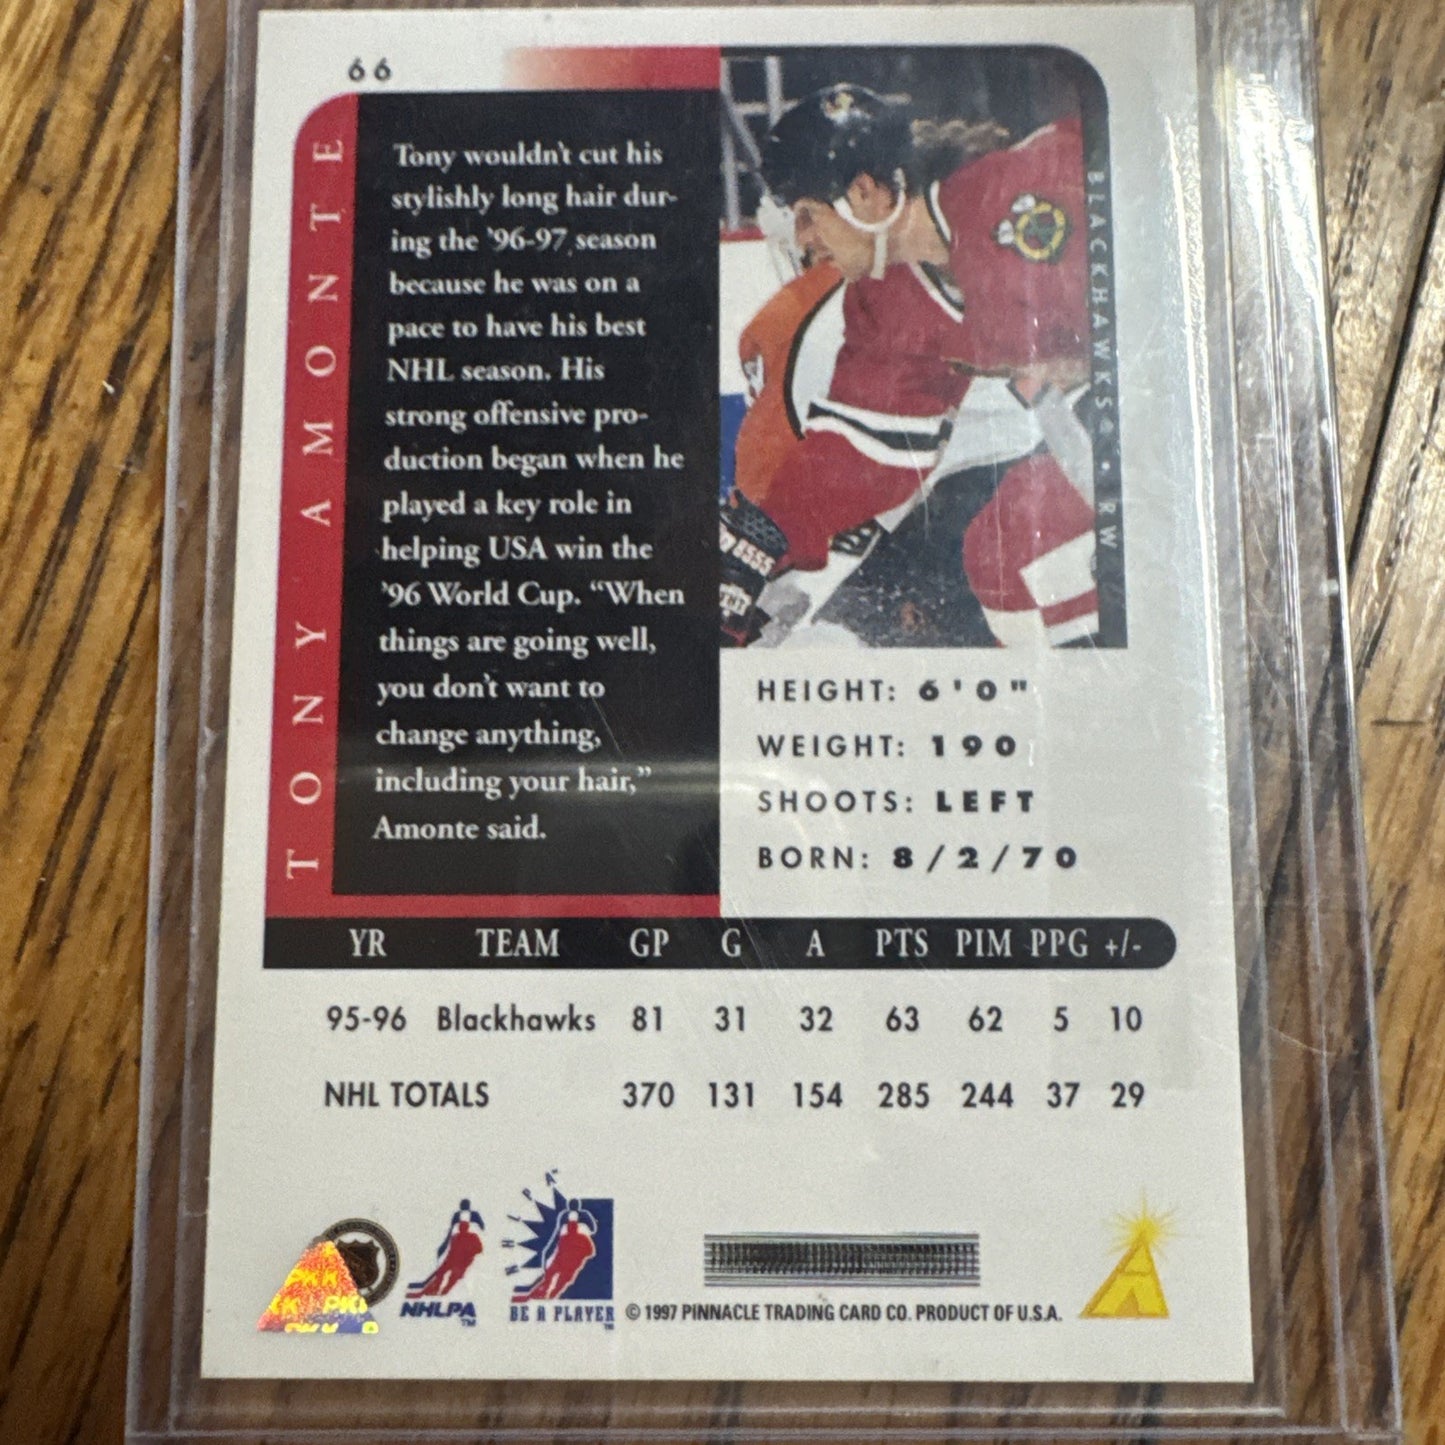 66
TONY AMONTE
Tony wouldn't cut his
stylishly long hair dur-
ing the '96-97 season
because he was on a
pace to have his best
NHL season. His
strong offensive pro-
duction began when he
played a key role in
helping USA win the
'96 World Cup. “When
things are going well,
you don't want to
change anything,
including your hair,”
Amonte said.
BLACKHAWKS® • RW
HEIGHT: 6'0"
WEIGHT: 190
SHOOTS: LEFT
BORN: 8/2/70
YR TEAM GP G A PTS PIM PPG +/-
95-96 Blackhawks 81 31 32 63 62 5 10
NHL TOTALS 370 131 154 285 244 37 29
NHLPA™
NHLPA
BE A PLAYER™
© 1997 PINNACLE TRADING CARD CO. PRODUCT OF U.S.A.